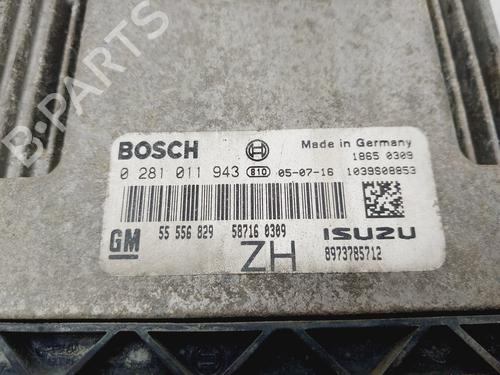 B-PARTS
BOSCH Made in Germany
1865 0309
0 281 011 943 810 05-07-16 1039S08853
GM 55 556 829 58716 0309 ISUZU
ZH 8973785712